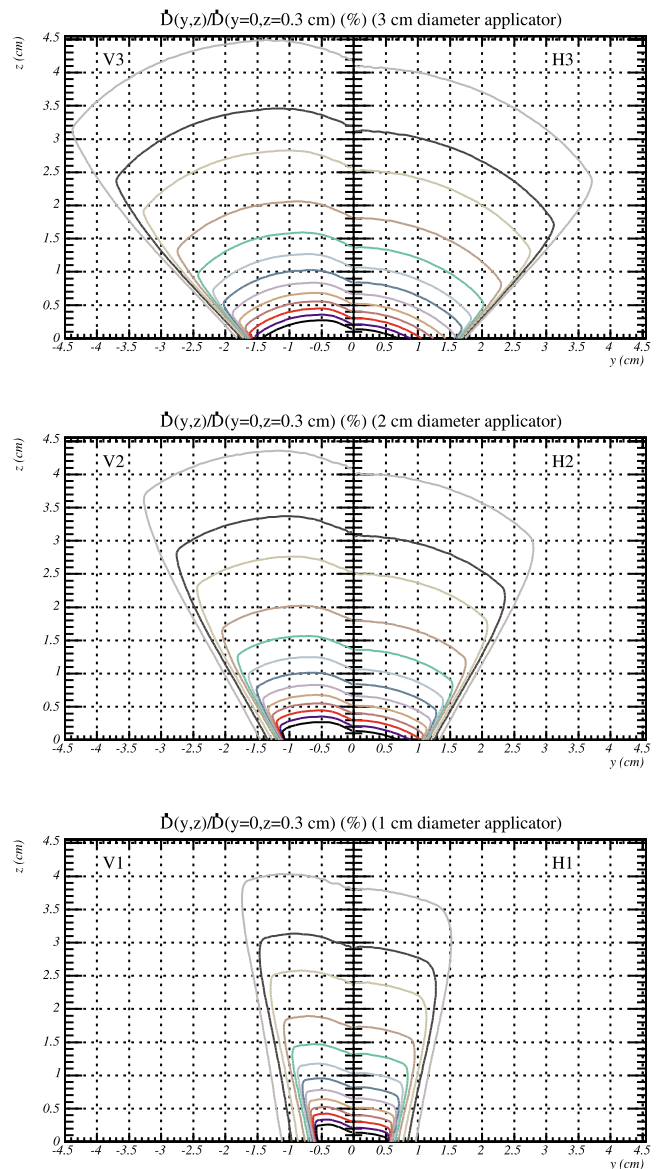 Ḋ(y,z)/Ḋ(y=0,z=0.3 cm) (%) (3 cm diameter applicator)
z (cm)
V3
H3
4.5
4
3.5
3
2.5
2
1.5
1
0.5
0
-4.5 -4 -3.5 -3 -2.5 -2 -1.5 -1 -0.5 0 0.5 1 1.5 2 2.5 3 3.5 4 4.5
y (cm)
Ḋ(y,z)/Ḋ(y=0,z=0.3 cm) (%) (2 cm diameter applicator)
z (cm)
V2
H2
4.5
4
3.5
3
2.5
2
1.5
1
0.5
0
-4.5 -4 -3.5 -3 -2.5 -2 -1.5 -1 -0.5 0 0.5 1 1.5 2 2.5 3 3.5 4 4.5
y (cm)
Ḋ(y,z)/Ḋ(y=0,z=0.3 cm) (%) (1 cm diameter applicator)
z (cm)
V1
H1
4.5
4
3.5
3
2.5
2
1.5
1
0.5
0
-4.5 -4 -3.5 -3 -2.5 -2 -1.5 -1 -0.5 0 0.5 1 1.5 2 2.5 3 3.5 4 4.5
y (cm)